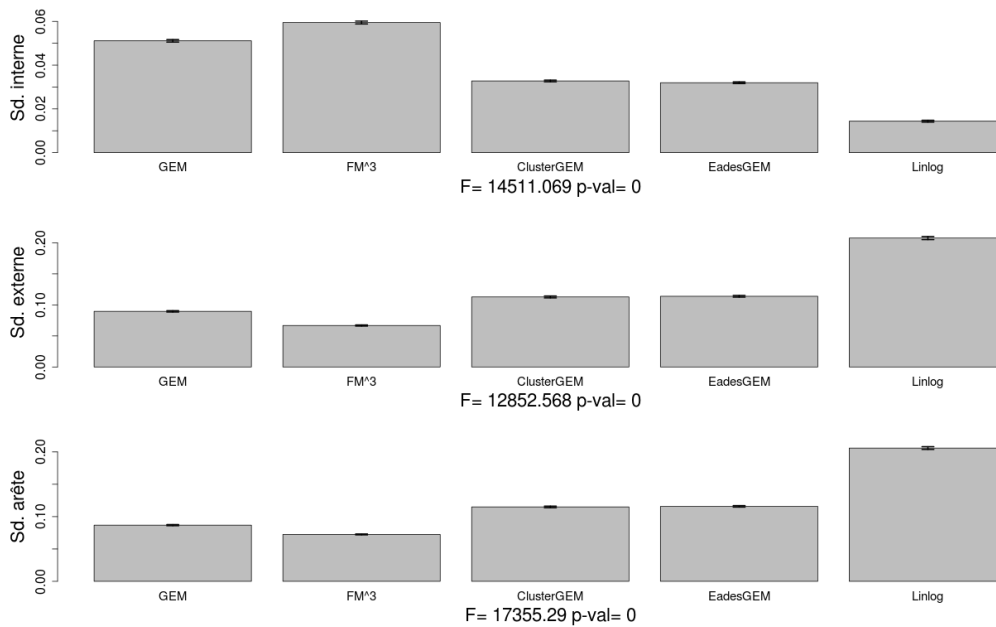 Sd. interne
0.06
0.04
0.02
0.00
GEM FM^3 ClusterGEM EadesGEM Linlog
F= 14511.069 p-val= 0
Sd. externe
0.20
0.10
0.00
GEM FM^3 ClusterGEM EadesGEM Linlog
F= 12852.568 p-val= 0
Sd. arête
0.20
0.10
0.00
GEM FM^3 ClusterGEM EadesGEM Linlog
F= 17355.29 p-val= 0